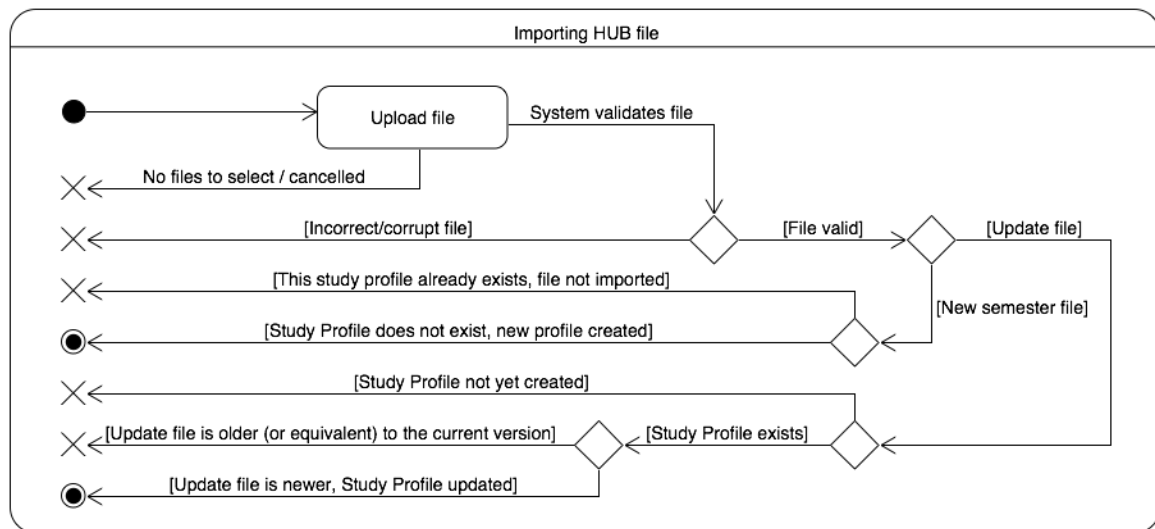 Importing HUB file
Upload file
System validates file
No files to select / cancelled
[Incorrect/corrupt file]
[File valid]
[Update file]
[This study profile already exists, file not imported]
[New semester file]
[Study Profile does not exist, new profile created]
[Study Profile not yet created]
[Update file is older (or equivalent) to the current version]
[Study Profile exists]
[Update file is newer, Study Profile updated]